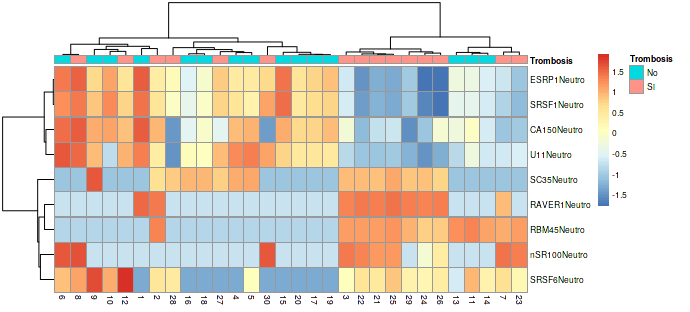 Trombosis
ESRP1Neutro
SRSF1Neutro
CA150Neutro
U11Neutro
SC35Neutro
RAVER1Neutro
RBM45Neutro
nSR100Neutro
SRSF6Neutro
6 8 9 10 12 1 2 28 16 18 27 4 5 30 15 20 17 19 3 22 21 25 29 24 26 13 11 14 7 23
1.5
1
0.5
0
-0.5
-1
-1.5
Trombosis
No
SI